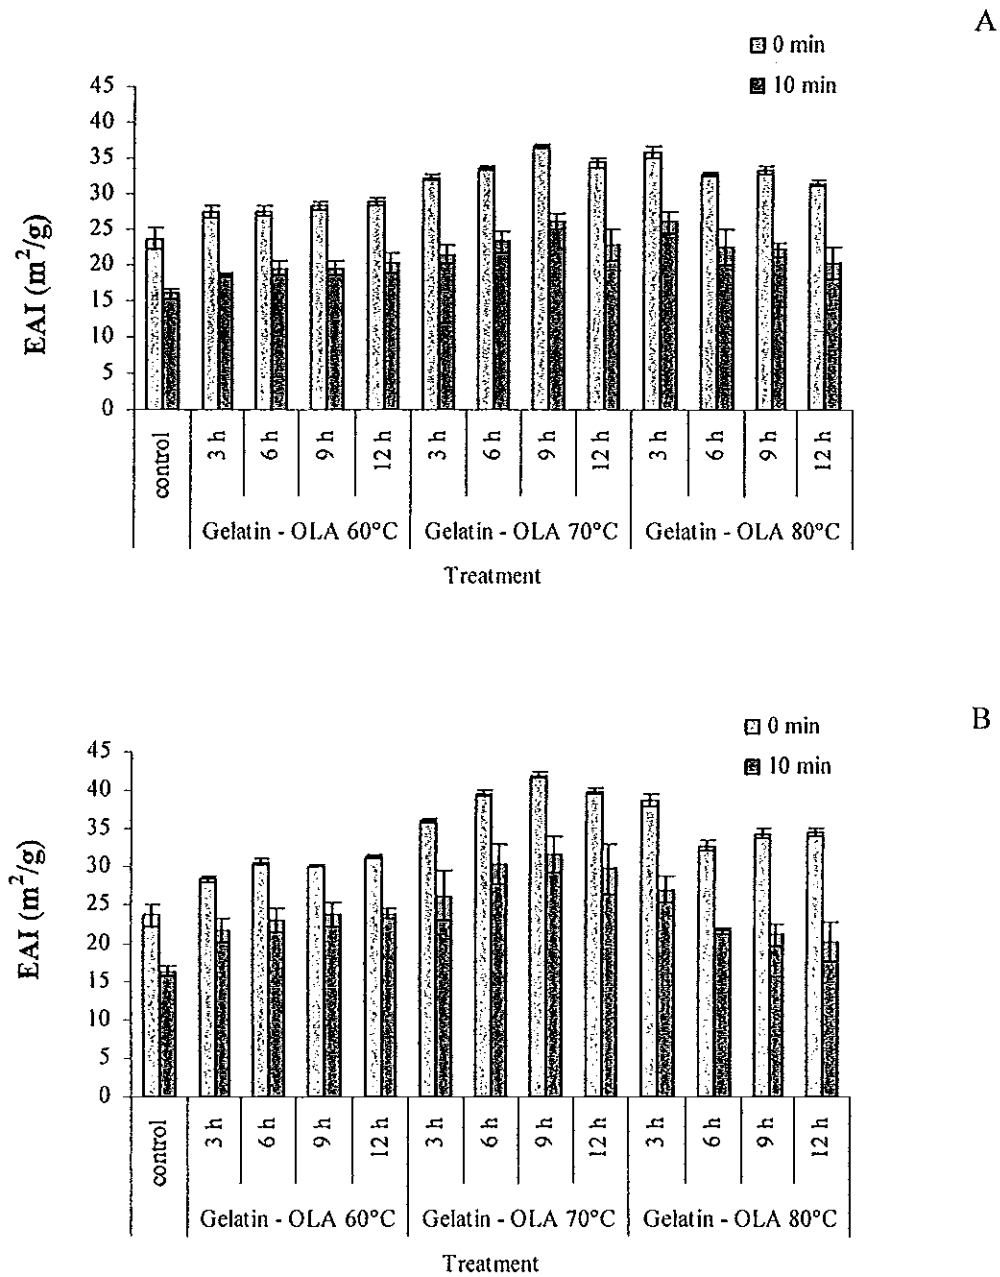 A
0 min
10 min
45
40
35
30
25
20
15
10
5
0
EAI (m²/g)
control
3 h
6 h
9 h
12 h
3 h
6 h
9 h
12 h
3 h
6 h
9 h
12 h
Gelatin - OLA 60°C
Gelatin - OLA 70°C
Gelatin - OLA 80°C
Treatment
B
0 min
10 min
45
40
35
30
25
20
15
10
5
0
EAI (m²/g)
control
3 h
6 h
9 h
12 h
3 h
6 h
9 h
12 h
3 h
6 h
9 h
12 h
Gelatin - OLA 60°C
Gelatin - OLA 70°C
Gelatin - OLA 80°C
Treatment